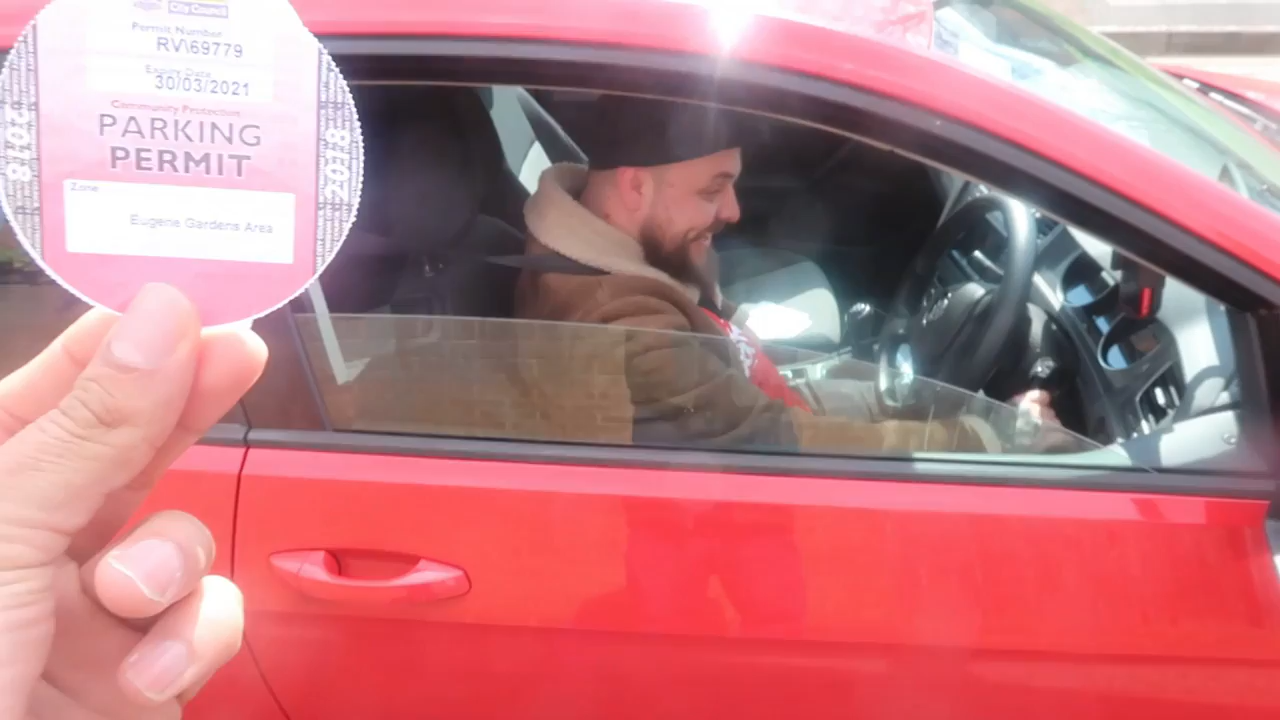 City Council
Permit Number
RV\69779
Expiry Date
30/03/2021
Community Protection
PARKING
PERMIT
Zone
Eugene Gardens Area
2018
2018